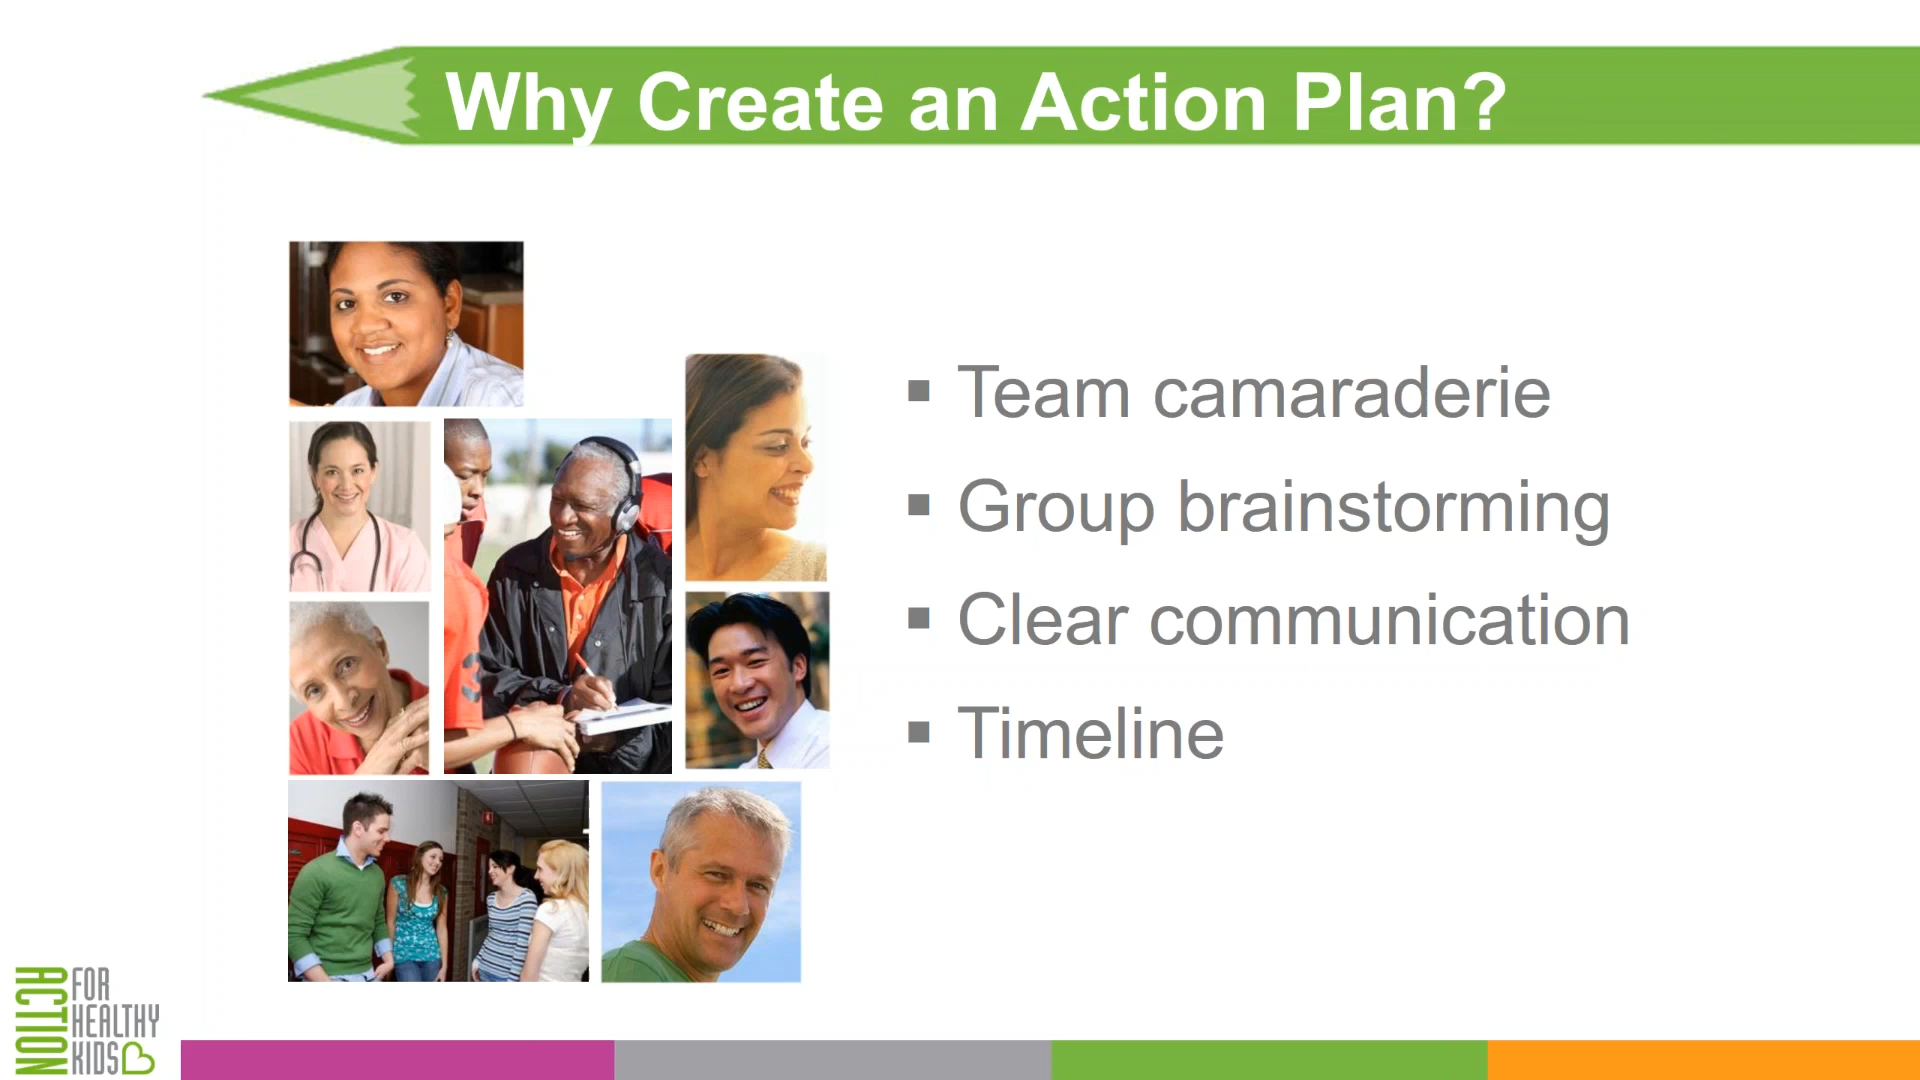 Why Create an Action Plan?
Team camaraderie
Group brainstorming
Clear communication
Timeline
ACTION
FOR
HEALTHY
KIDS